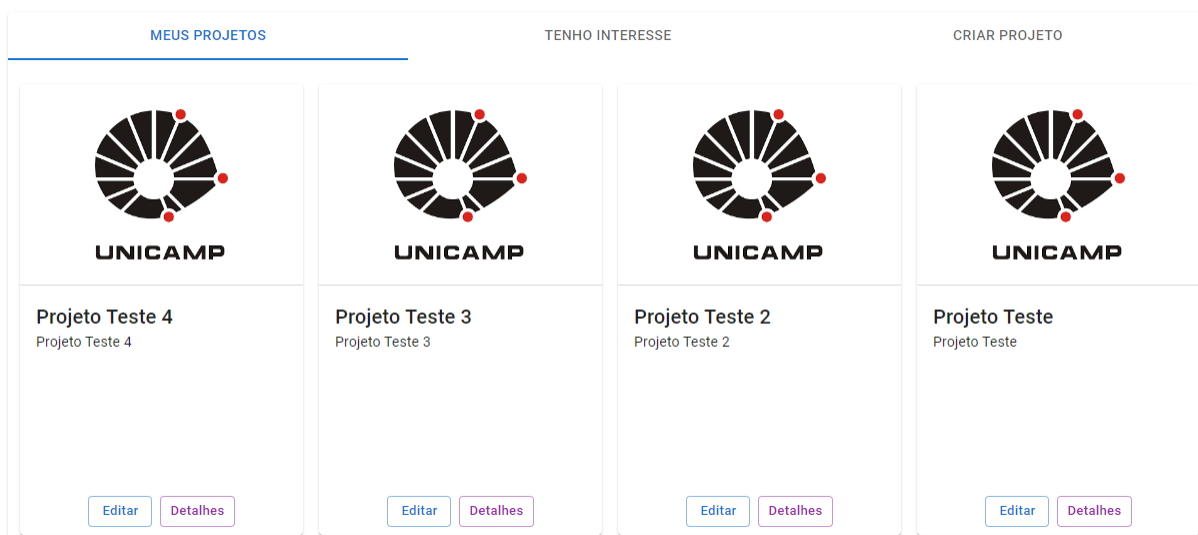 MEUS PROJETOS
TENHO INTERESSE
CRIAR PROJETO
UNICAMP
Projeto Teste 4
Projeto Teste 4
Editar
Detalhes
UNICAMP
Projeto Teste 3
Projeto Teste 3
Editar
Detalhes
UNICAMP
Projeto Teste 2
Projeto Teste 2
Editar
Detalhes
UNICAMP
Projeto Teste
Projeto Teste
Editar
Detalhes